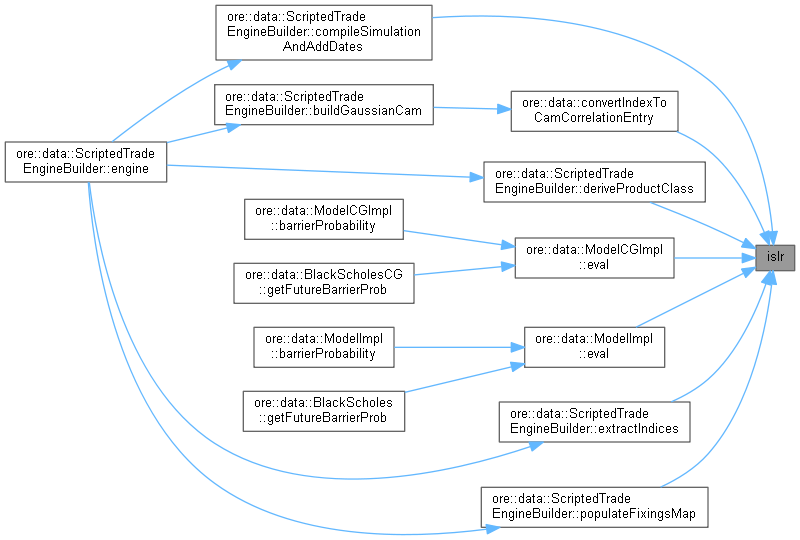 ore::data::ScriptedTrade
EngineBuilder::compileSimulation
AndAddDates
ore::data::ScriptedTrade
EngineBuilder::buildGaussianCam
ore::data::convertIndexTo
CamCorrelationEntry
ore::data::ScriptedTrade
EngineBuilder::engine
ore::data::ScriptedTrade
EngineBuilder::deriveProductClass
ore::data::ModelCGImpl
::barrierProbability
ore::data::ModelCGImpl
::eval
isIr
ore::data::BlackScholesCG
::getFutureBarrierProb
ore::data::ModelImpl
::barrierProbability
ore::data::ModelImpl
::eval
ore::data::BlackScholes
::getFutureBarrierProb
ore::data::ScriptedTrade
EngineBuilder::extractIndices
ore::data::ScriptedTrade
EngineBuilder::populateFixingsMap